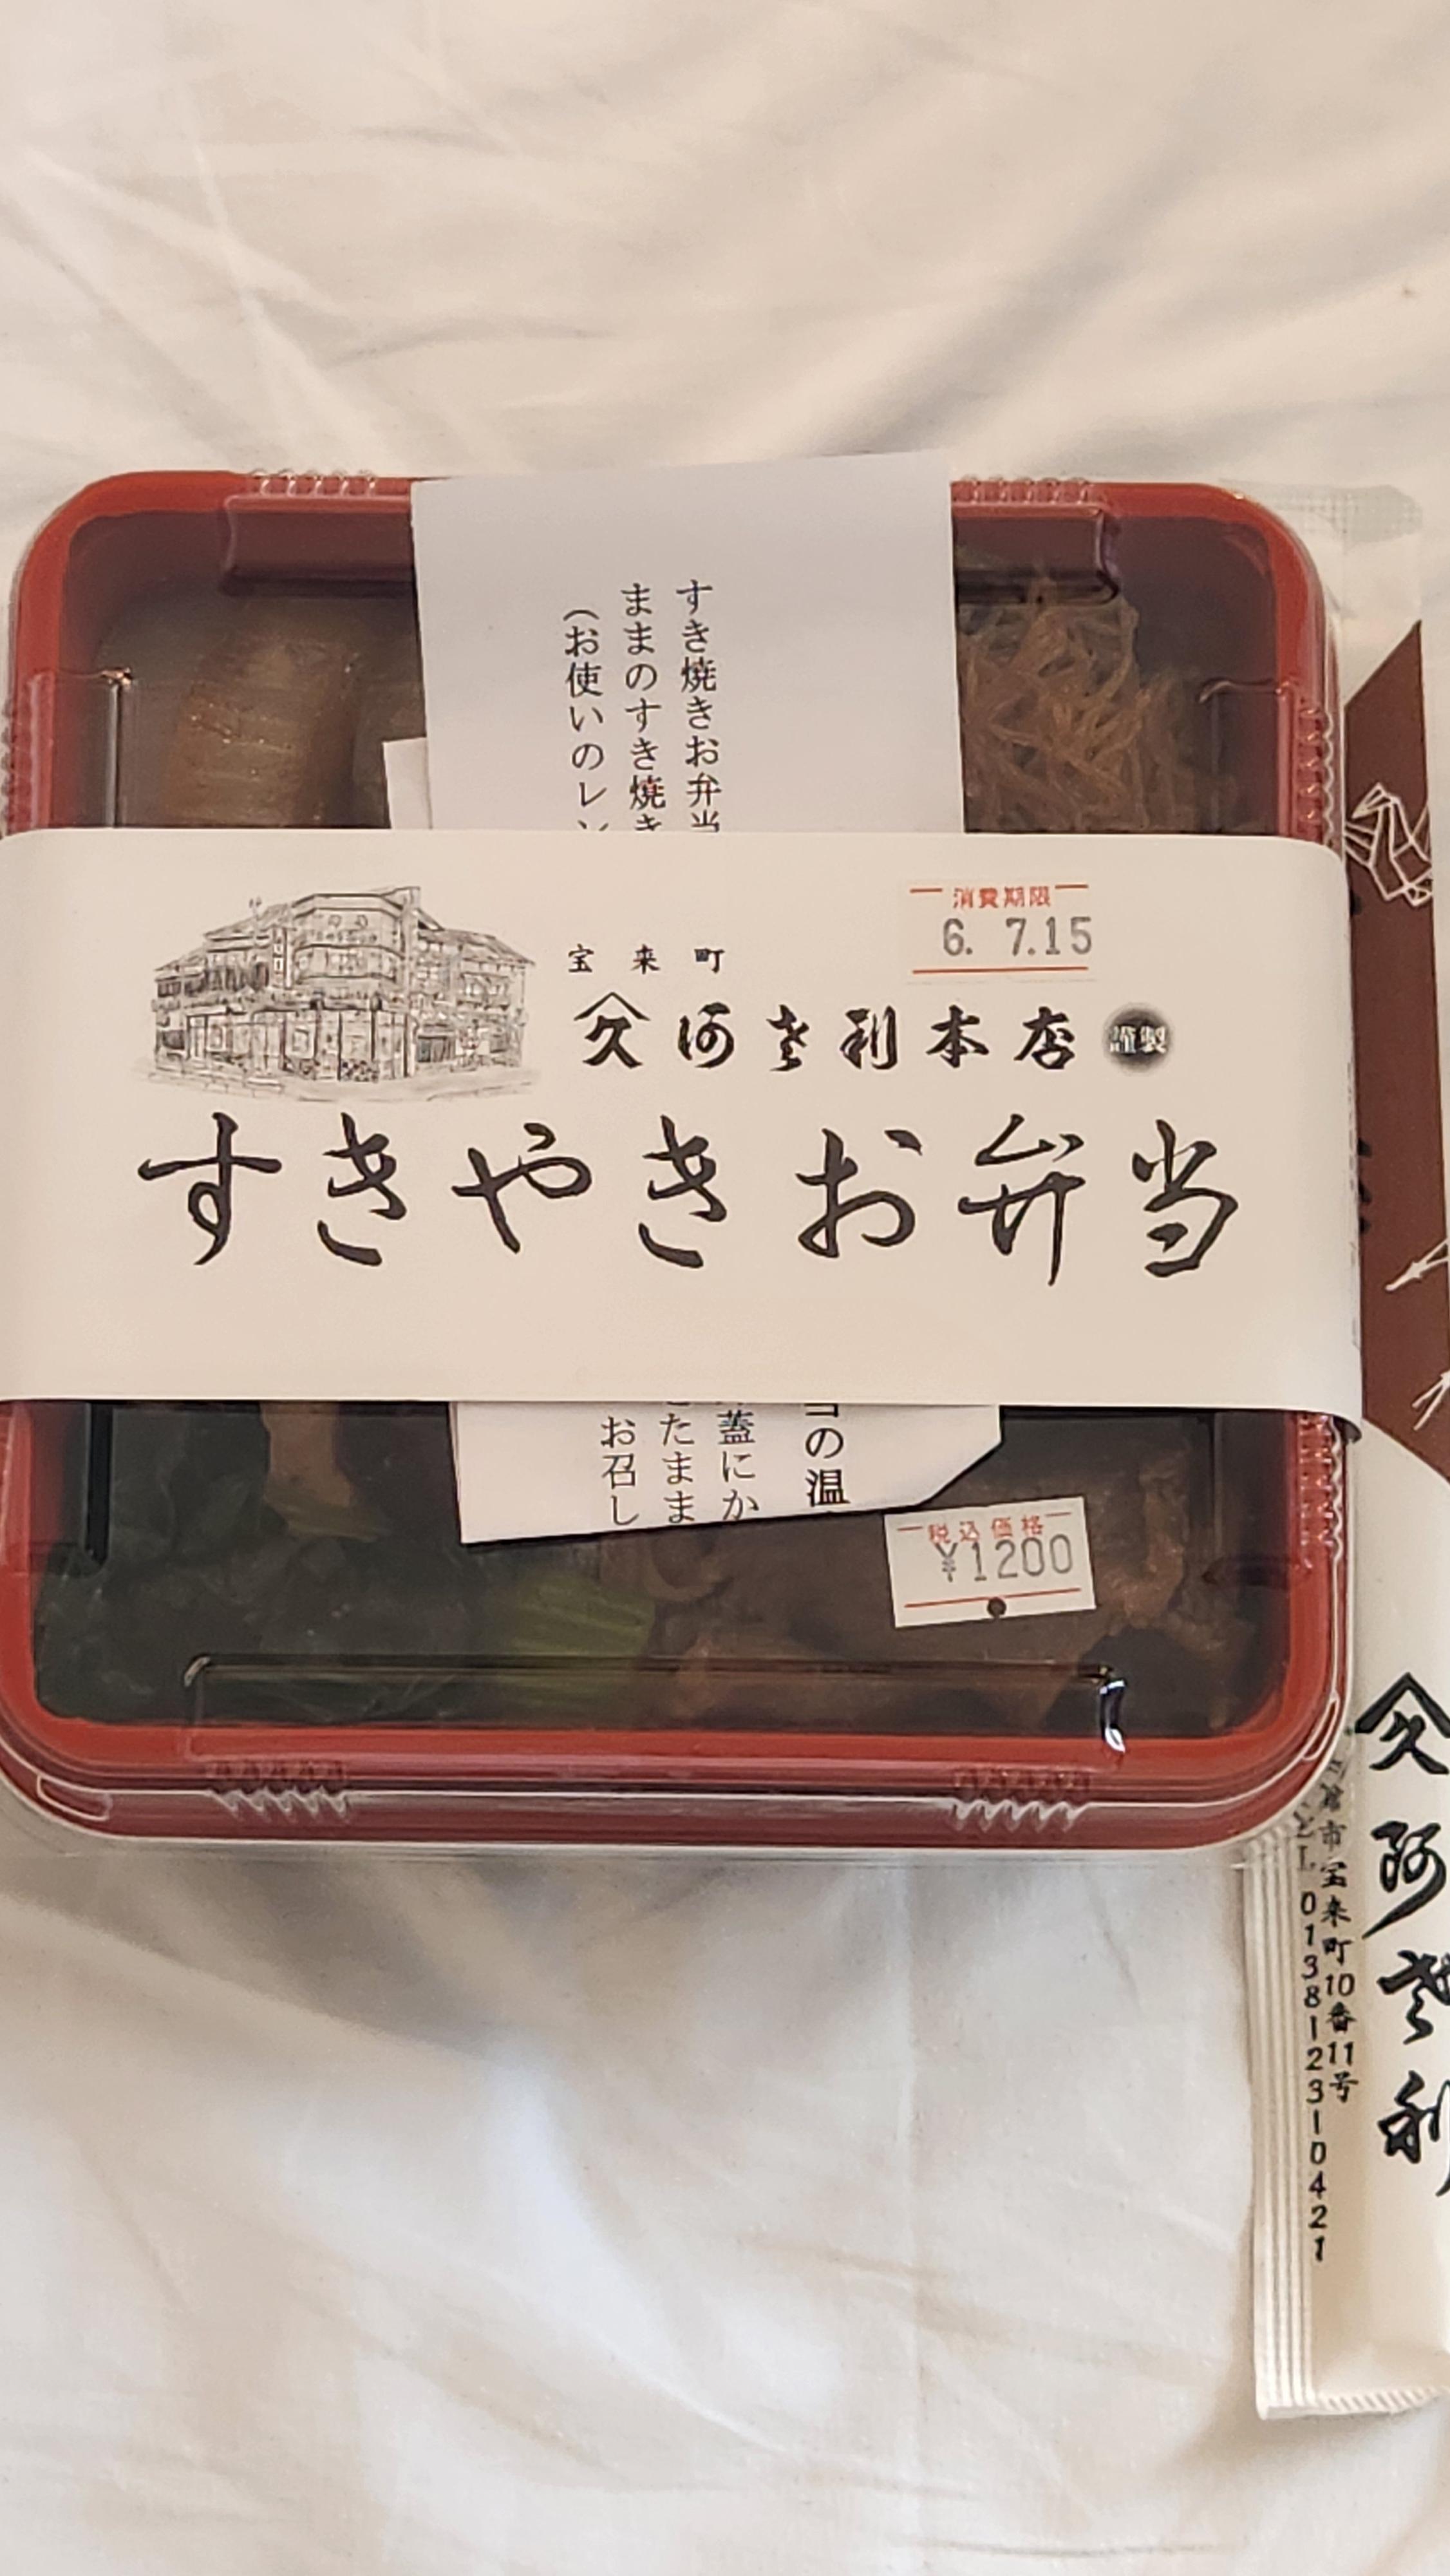 すき焼きお弁当
ままのすき焼き
(お使いのレン
消費期限
6. 7.15
宝来町
久 阿さ利本店 謹製
すきやきお弁当
の温
蓋にか
たまま
お召し
税込価格
¥1200
久 阿さ利
市宝来町10番11号
0138-23-0421